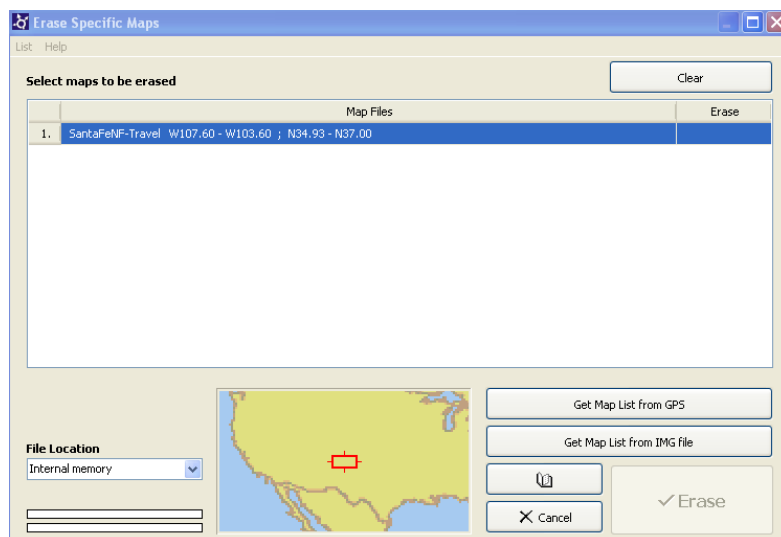 Erase Specific Maps
List Help
Select maps to be erased
Clear
Map Files Erase
1. SantaFeNF-Travel W107.60 - W103.60 ; N34.93 - N37.00
Get Map List from GPS
Get Map List from IMG file
File Location
Internal memory
Erase
Cancel